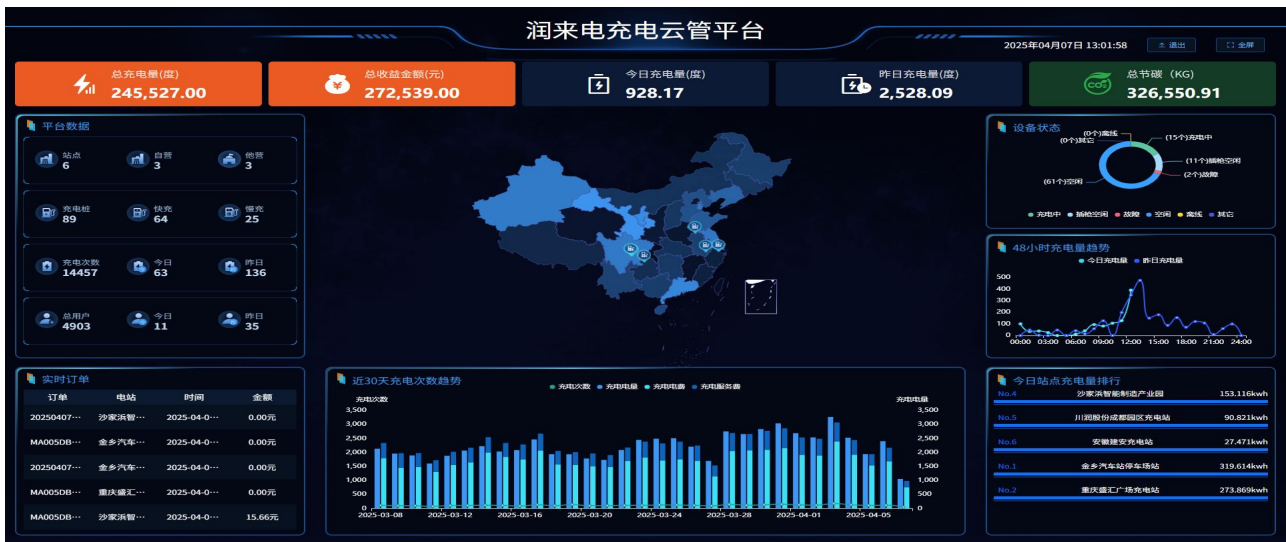 润来电充电云管平台
2025年04月07日 13:01:58
退出
全屏
总充电量(度)
245,527.00
总收益金额(元)
272,539.00
今日充电量(度)
928.17
昨日充电量(度)
2,528.09
总节碳（KG)
326,550.91
平台数据
站点
6
自营
3
他营
3
充电桩
89
快充
64
慢充
25
充电次数
14457
今日
63
昨日
136
总用户
4903
今日
11
昨日
35
设备状态
(0个)离线
(0个)其它
(15个)充电中
(11个)插枪空闲
(2个)故障
(61个)空闲
充电中 插枪空闲 故障 空闲 离线 其它
48小时充电量趋势
今日充电量 昨日充电量
500
400
300
200
100
0
00:00 03:00 06:00 09:00 12:00 15:00 18:00 21:00 24:00
实时订单
订单 电站 时间 金额
20250407··· 沙家浜智··· 2025-04-0··· 0.00元
MA005DB··· 金乡汽车··· 2025-04-0··· 0.00元
20250407··· 金乡汽车··· 2025-04-0··· 0.00元
MA005DB··· 重庆盛汇··· 2025-04-0··· 0.00元
MA005DB··· 沙家浜智··· 2025-04-0··· 15.66元
近30天充电次数趋势
充电次数 充电电量 充电电费 充电服务费
充电次数 充电电量
3,500 3,500
3,000 3,000
2,500 2,500
2,000 2,000
1,500 1,500
1,000 1,000
500 500
0 0
2025-03-08 2025-03-12 2025-03-16 2025-03-20 2025-03-24 2025-03-28 2025-04-01 2025-04-05
今日站点充电量排行
No.4 沙家浜智能制造产业园 153.116kwh
No.5 川润股份成都园区充电站 90.821kwh
No.6 安徽建安充电站 27.471kwh
No.1 金乡汽车站停车场站 319.614kwh
No.2 重庆盛汇广场充电站 273.869kwh